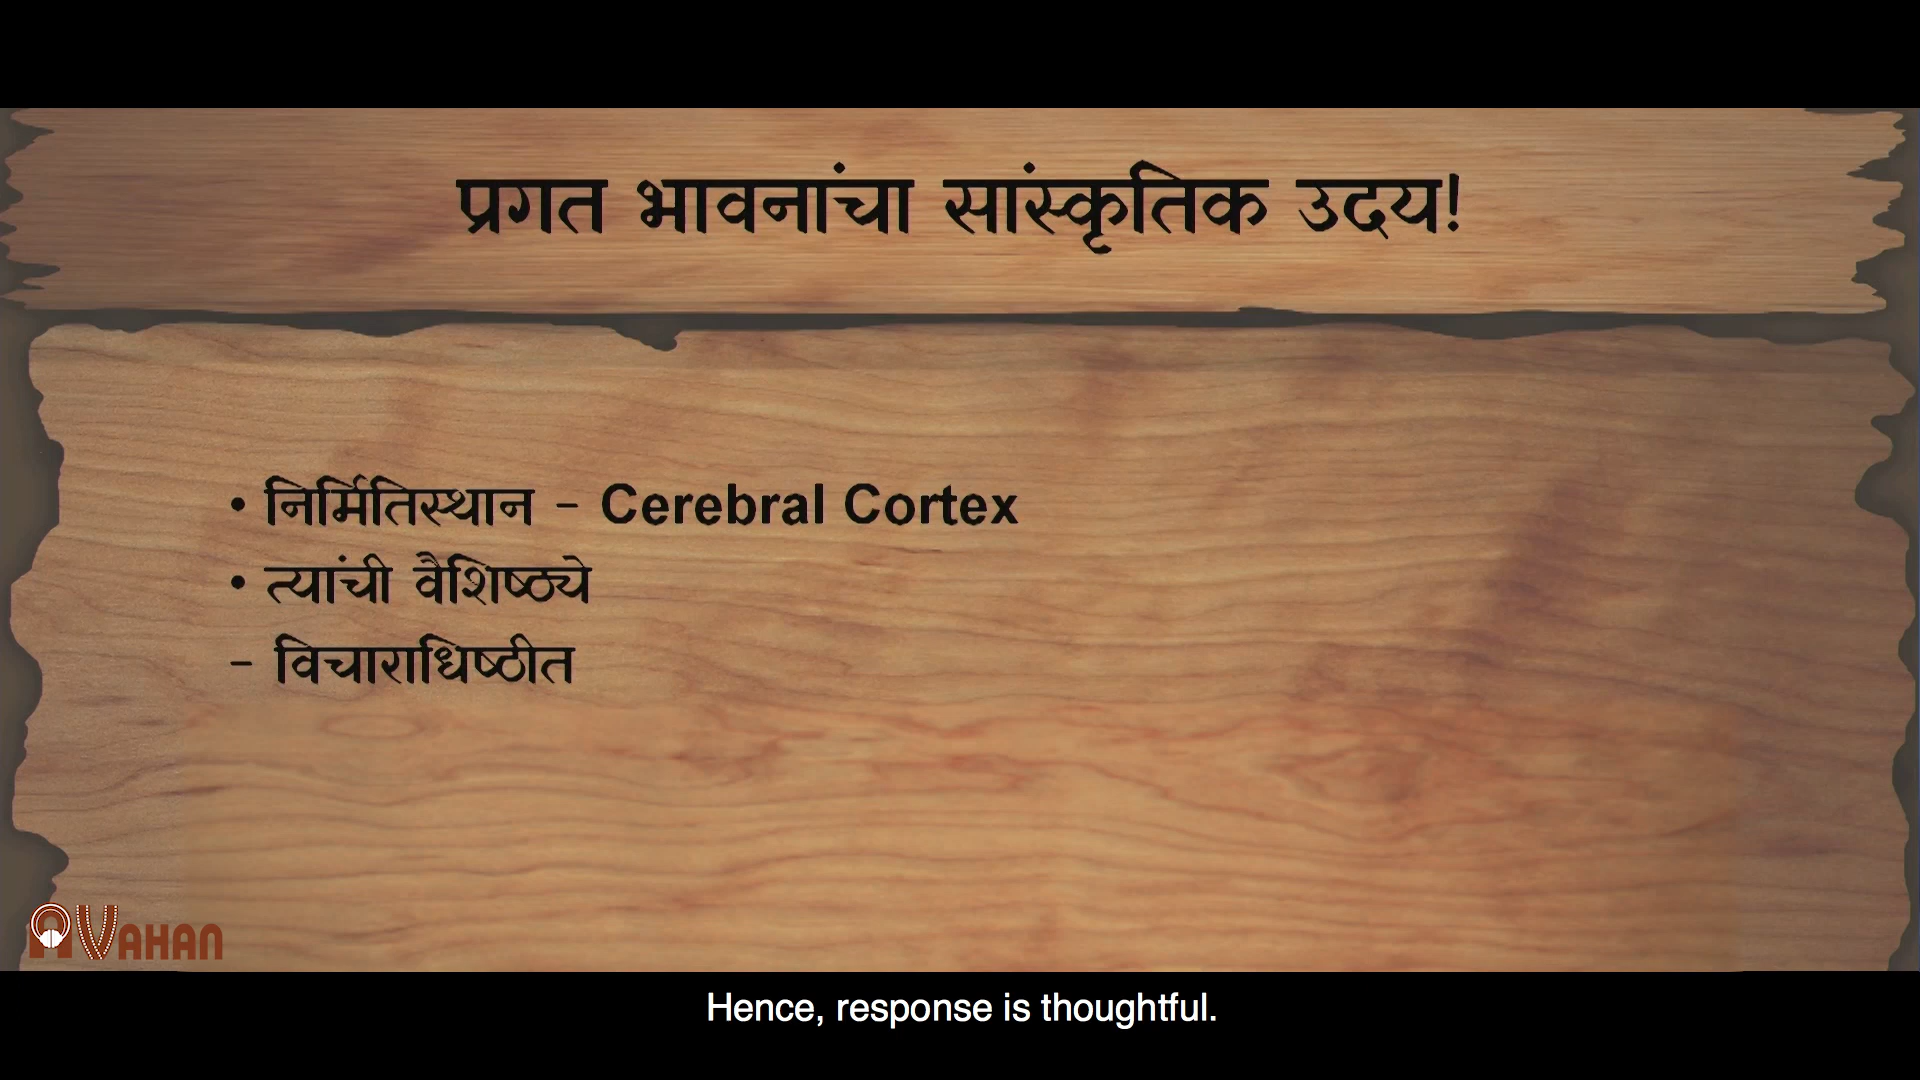 प्रगत भावनांचा सांस्कृतिक उदय!
• निर्मितिस्थान - Cerebral Cortex
• त्यांची वैशिष्ठ्ये
- विचाराधिष्ठीत
AVAHAN
Hence, response is thoughtful.